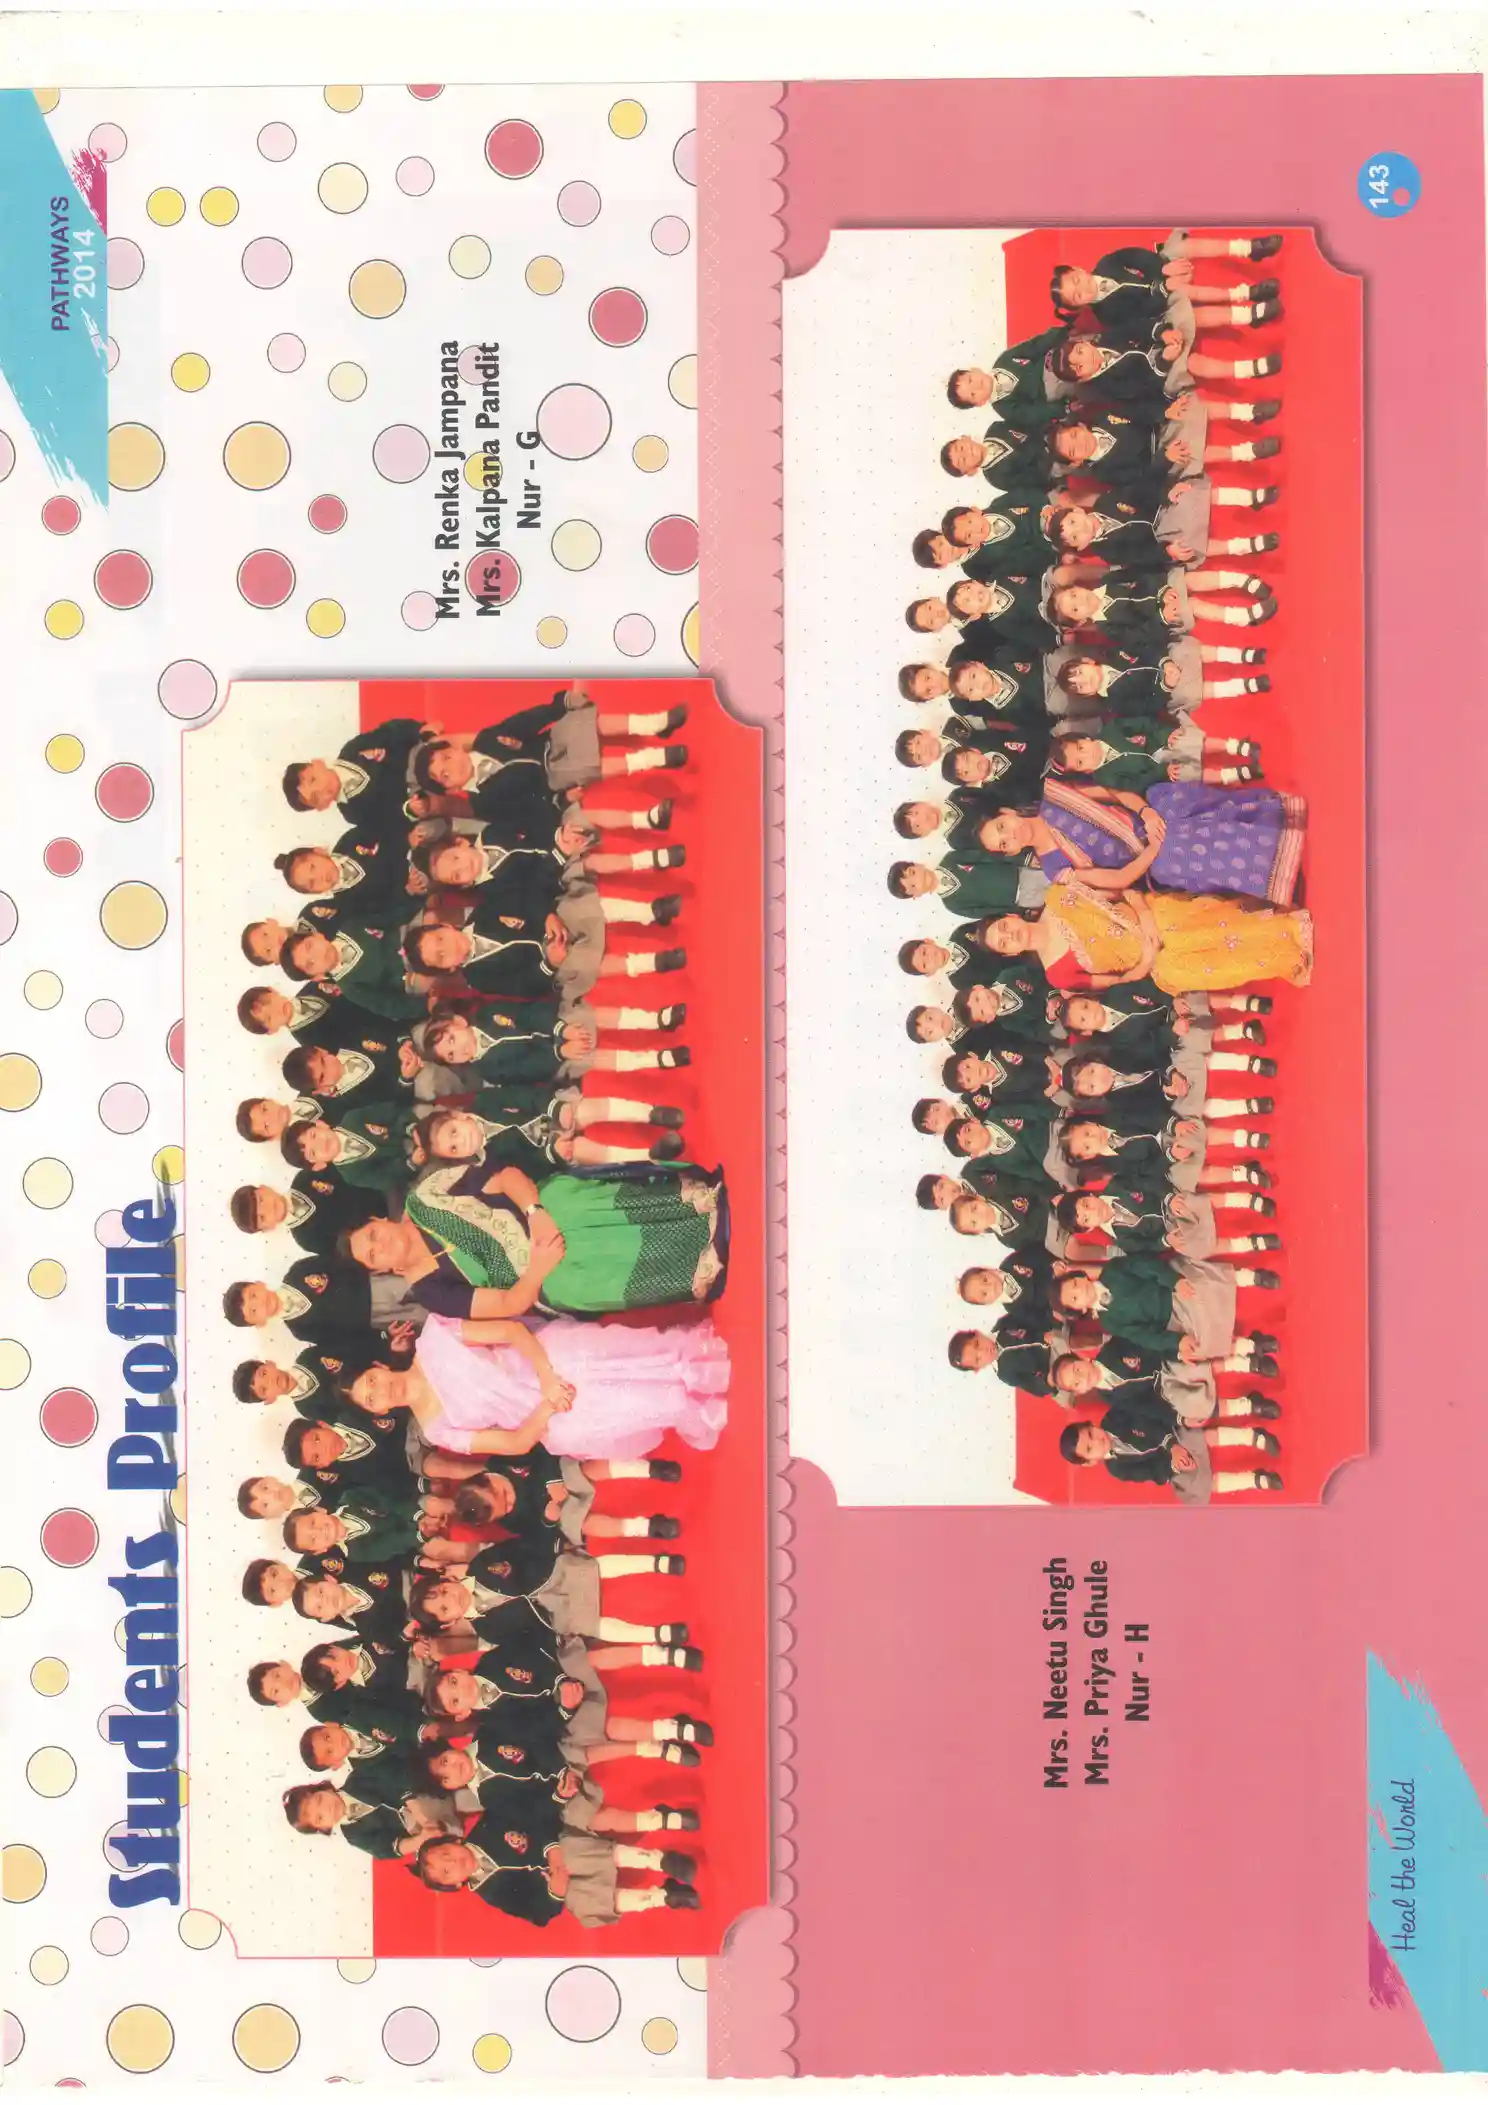 PATHWAYS
2014
Students Profile
Mrs. Renka Jampana
Mrs. Kalpana Pandit
Nur - G
Mrs. Neetu Singh
Mrs. Priya Ghule
Nur - H
Heal the World
143